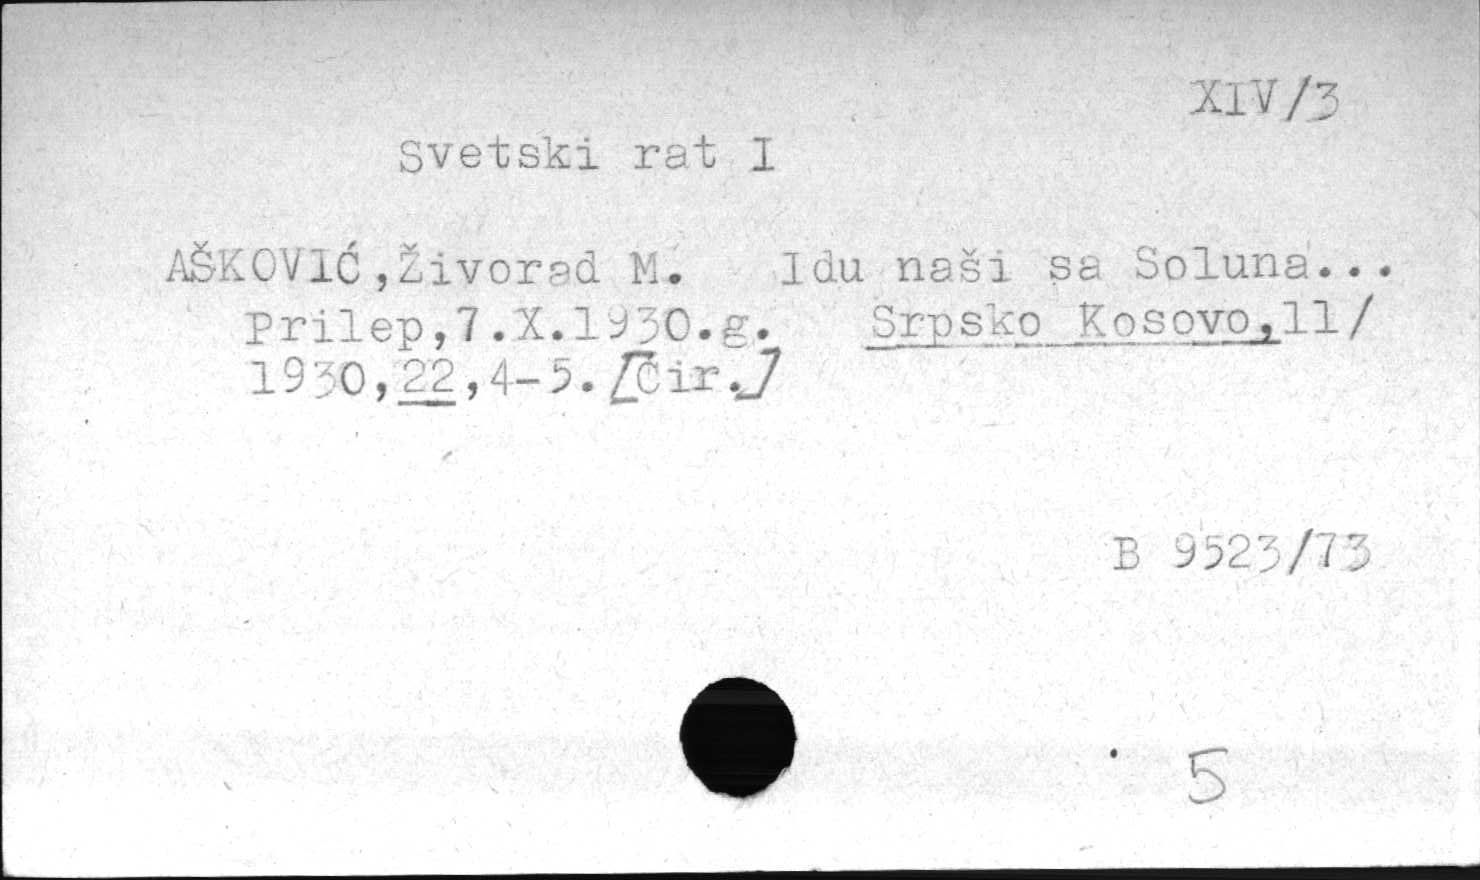 XIV/3
Svetski rat I
AŠKOVIĆ,Živorad M. Idu naši sa Soluna...
Prilep,7.X.1930.g. Srpsko Kosovo,11/
1930,22,4-5.[Ćir.]
B 9523/73
5